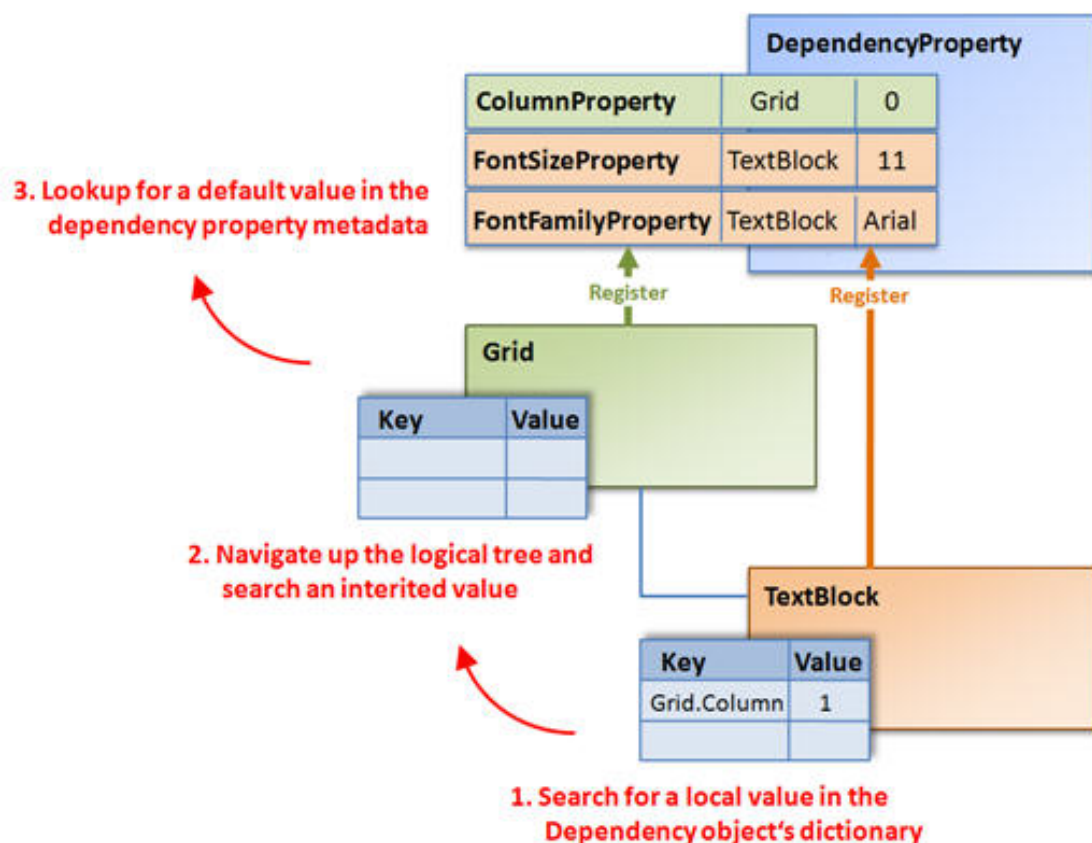 DependencyProperty
ColumnProperty Grid 0
FontSizeProperty TextBlock 11
FontFamilyProperty TextBlock Arial
3. Lookup for a default value in the
dependency property metadata
Register Register
Grid
Key Value
2. Navigate up the logical tree and
search an interited value
TextBlock
Key Value
Grid.Column 1
1. Search for a local value in the
Dependency object‘s dictionary